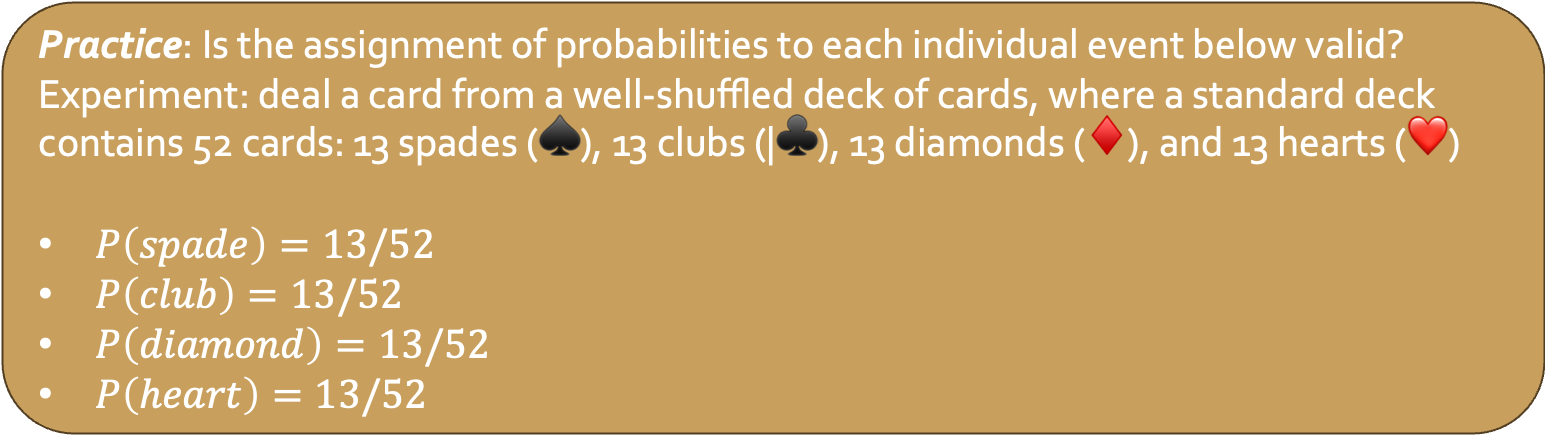 Practice: Is the assignment of probabilities to each individual event below valid?
Experiment: deal a card from a well-shuffled deck of cards, where a standard deck
contains 52 cards: 13 spades (♠), 13 clubs (|♣), 13 diamonds (♦), and 13 hearts (♥)
• P(spade) = 13/52
• P(club) = 13/52
• P(diamond) = 13/52
• P(heart) = 13/52